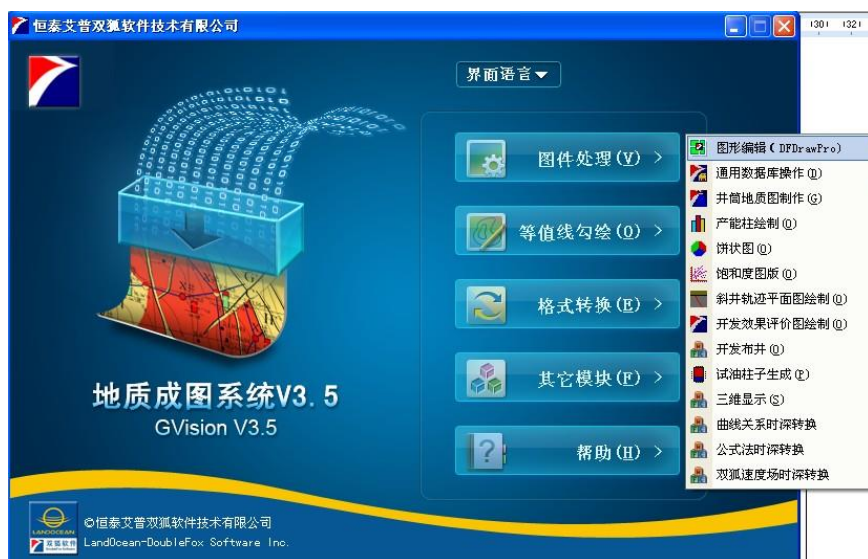 恒泰艾普双狐软件技术有限公司
1301 1321
界面语言
图件处理(V) >
等值线勾绘(O) >
格式转换(E) >
其它模块(F) >
帮助(H) >
图形编辑( DFDrawPro)
通用数据库操作(D)
井筒地质图制作(G)
产能柱绘制(Q)
饼状图(Q)
饱和度图版(Q)
斜井轨迹平面图绘制(Q)
开发效果评价图绘制(Q)
开发布井(Q)
试油柱子生成(P)
三维显示(S)
曲线关系时深转换
公式法时深转换
双狐速度场时深转换
地质成图系统V3.5
GVision V3.5
LANDOCEAN
双狐软件
©恒泰艾普双狐软件技术有限公司
LandOcean-DoubleFox Software Inc.